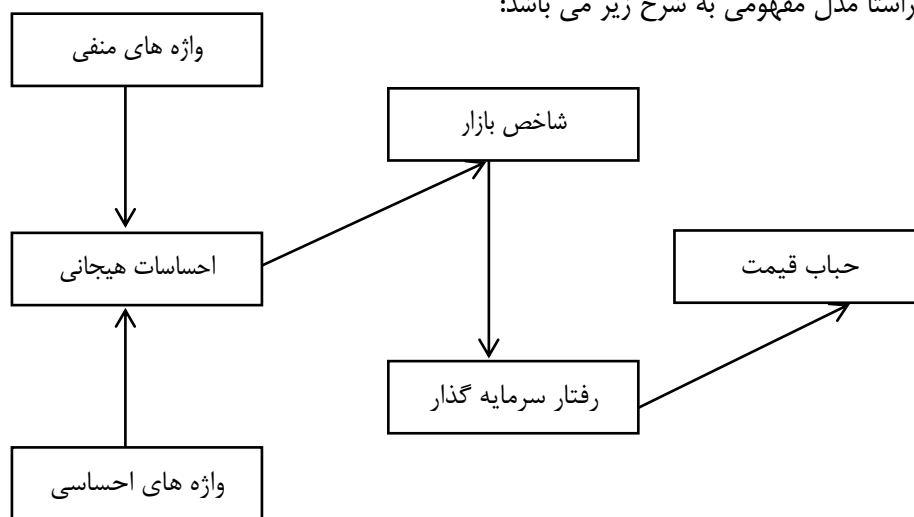 راستا مدل مفهومی به شرح زیر می باشد:
واژه های منفی
شاخص بازار
احساسات هیجانی
حباب قیمت
رفتار سرمایه گذار
واژه های احساسی